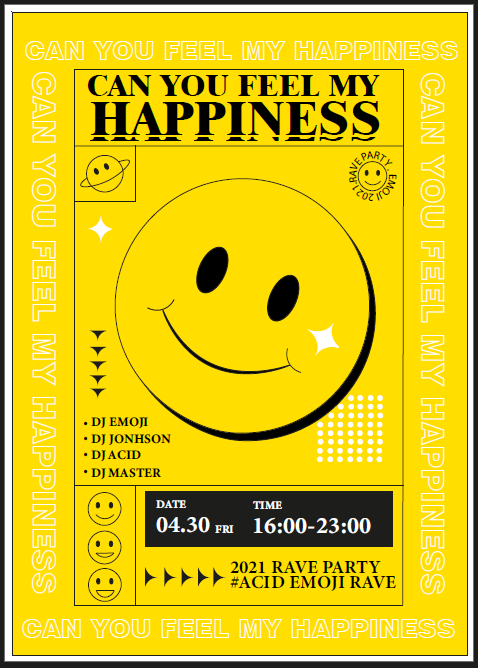 CAN YOU FEEL MY HAPPINESS
CAN YOU FEEL MY HAPPINESS
CAN YOU FEEL MY HAPPINESS
CAN YOU FEEL MY
HAPPINESS
RAVE PARTY EMOJI 2021
• DJ EMOJI
• DJ JONHSON
• DJ ACID
• DJ MASTER
DATE
04.30 FRI
TIME
16:00-23:00
2021 RAVE PARTY
#ACID EMOJI RAVE
CAN YOU FEEL MY HAPPINESS